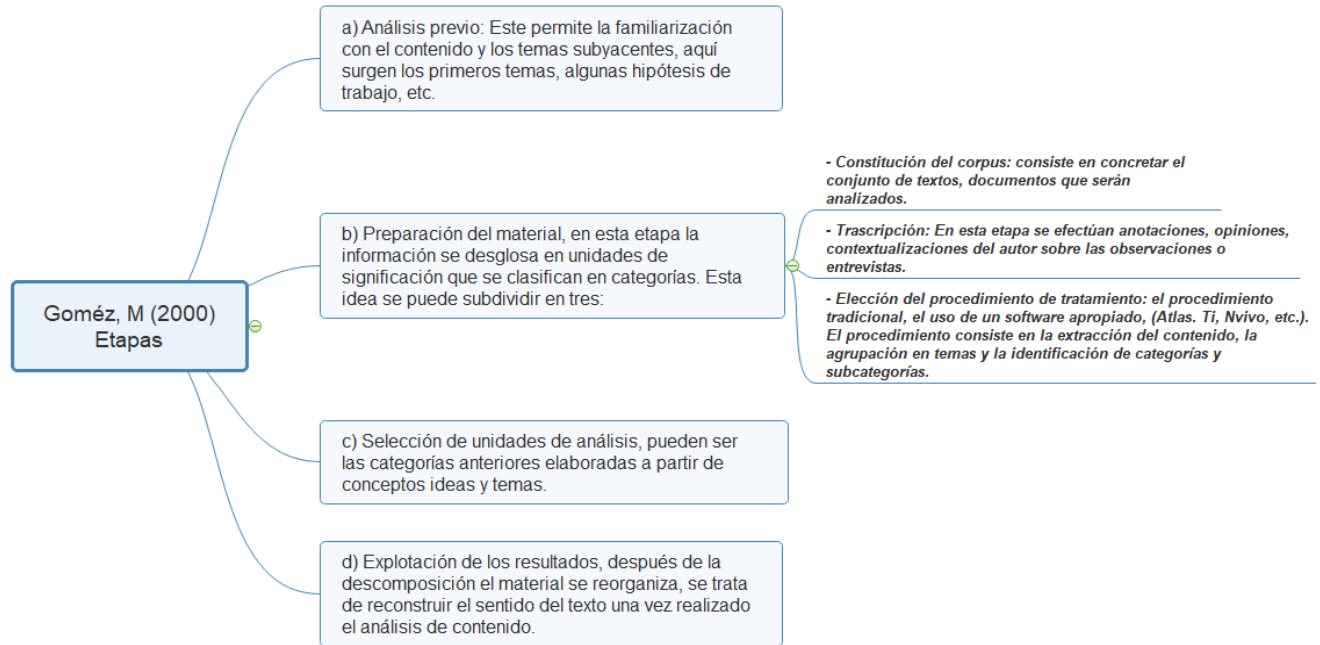 Goméz, M (2000)
Etapas
a) Análisis previo: Este permite la familiarización
con el contenido y los temas subyacentes, aquí
surgen los primeros temas, algunas hipótesis de
trabajo, etc.
b) Preparación del material, en esta etapa la
información se desglosa en unidades de
significación que se clasifican en categorías. Esta
idea se puede subdividir en tres:
- Constitución del corpus: consiste en concretar el
conjunto de textos, documentos que serán
analizados.
- Trascripción: En esta etapa se efectúan anotaciones, opiniones,
contextualizaciones del autor sobre las observaciones o
entrevistas.
- Elección del procedimiento de tratamiento: el procedimiento
tradicional, el uso de un software apropiado, (Atlas. Ti, Nvivo, etc.).
El procedimiento consiste en la extracción del contenido, la
agrupación en temas y la identificación de categorías y
subcategorías.
c) Selección de unidades de análisis, pueden ser
las categorías anteriores elaboradas a partir de
conceptos ideas y temas.
d) Explotación de los resultados, después de la
descomposición el material se reorganiza, se trata
de reconstruir el sentido del texto una vez realizado
el análisis de contenido.